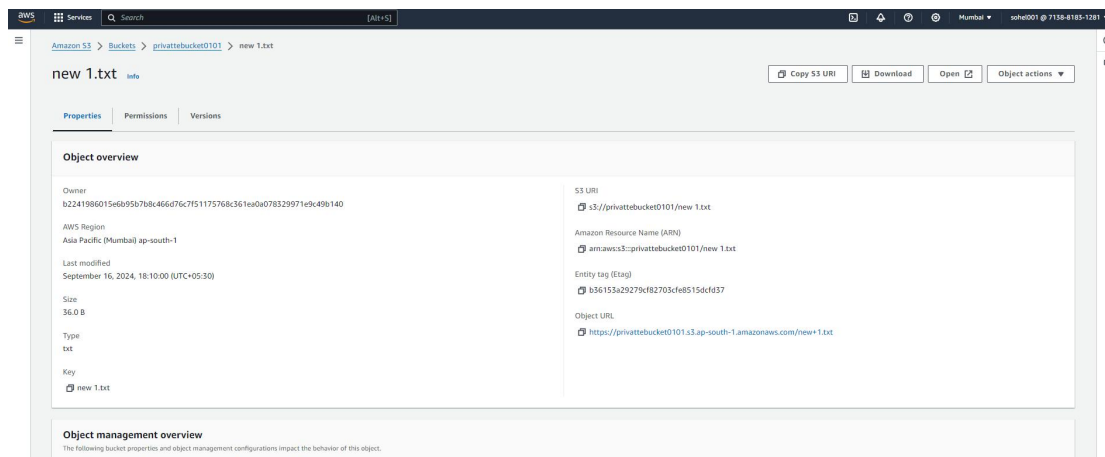 aws Services Search [Alt+S] Mumbai ▼ sohel001 @ 7138-8183-1281
Amazon S3 > Buckets > privattebucket0101 > new 1.txt
new 1.txt Info
Copy S3 URI Download Open Object actions ▼
Properties Permissions Versions
Object overview
Owner
b2241986015e6b95b7b8c466d76c7f51175768c361ea0a078329971e9c49b140
AWS Region
Asia Pacific (Mumbai) ap-south-1
Last modified
September 16, 2024, 18:10:00 (UTC+05:30)
Size
36.0 B
Type
txt
Key
new 1.txt
S3 URI
s3://privattebucket0101/new 1.txt
Amazon Resource Name (ARN)
arn:aws:s3:::privattebucket0101/new 1.txt
Entity tag (Etag)
b36153a29279cf82703cfe8515dcfd37
Object URL
https://privattebucket0101.s3.ap-south-1.amazonaws.com/new+1.txt
Object management overview
The following bucket properties and object management configurations impact the behavior of this object.